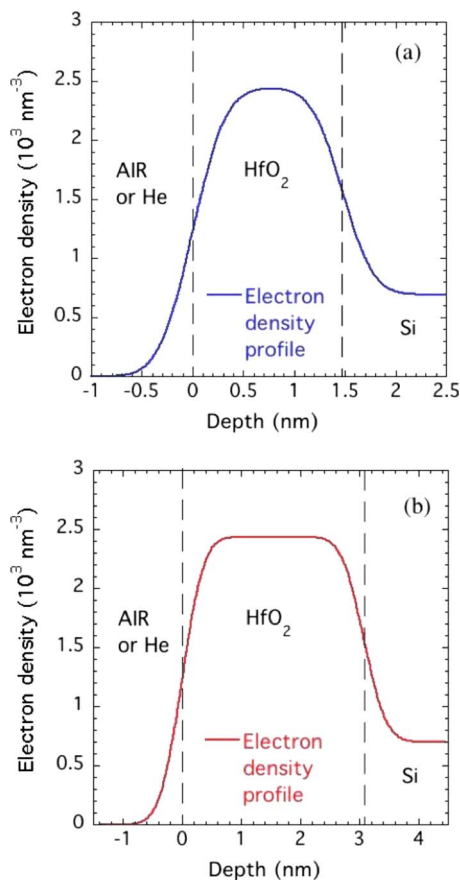 (a)
3
2.5
2
1.5
1
0.5
0
Electron density (10³ nm⁻³)
AIR
or He
HfO₂
Electron
density
profile
Si
-1 -0.5 0 0.5 1 1.5 2 2.5
Depth (nm)
(b)
3
2.5
2
1.5
1
0.5
0
Electron density (10³ nm⁻³)
AIR
or He
HfO₂
Electron
density
profile
Si
-1 0 1 2 3 4
Depth (nm)